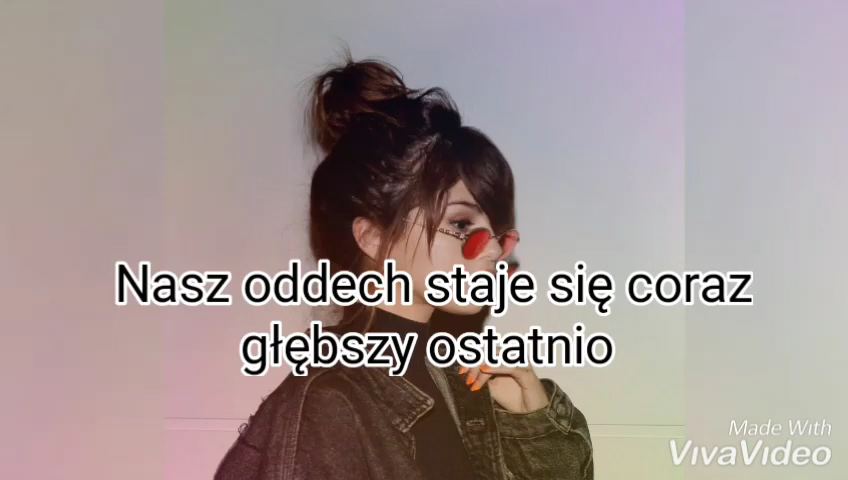 Nasz oddech staje się coraz
głębszy ostatnio
Made With
VivaVideo